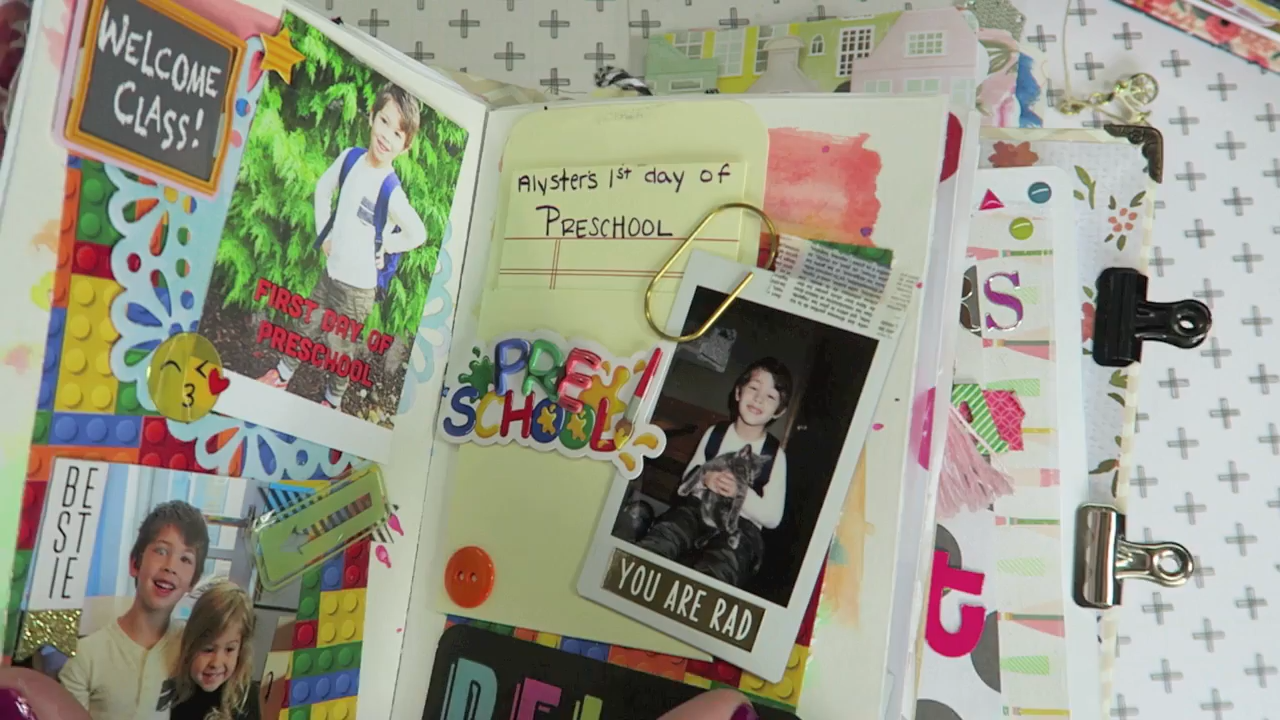 WELCOME
CLASS!
FIRST DAY OF
PRESCHOOL
BE
ST
IE
Alyster's 1st day of
PRESCHOOL
PRE
SCHOOL
YOU ARE RAD
S
t